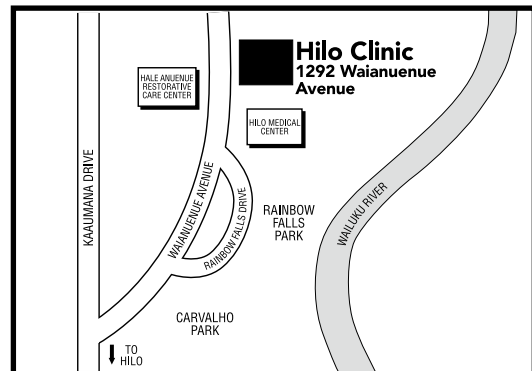 Hilo Clinic
1292 Waianuenue
Avenue
HALE ANUENUE
RESTORATIVE
CARE CENTER
HILO MEDICAL
CENTER
KAAUMANA DRIVE
WAIANUENUE AVENUE
RAINBOW FALLS DRIVE
RAINBOW
FALLS
PARK
WAILUKU RIVER
CARVALHO
PARK
TO
HILO